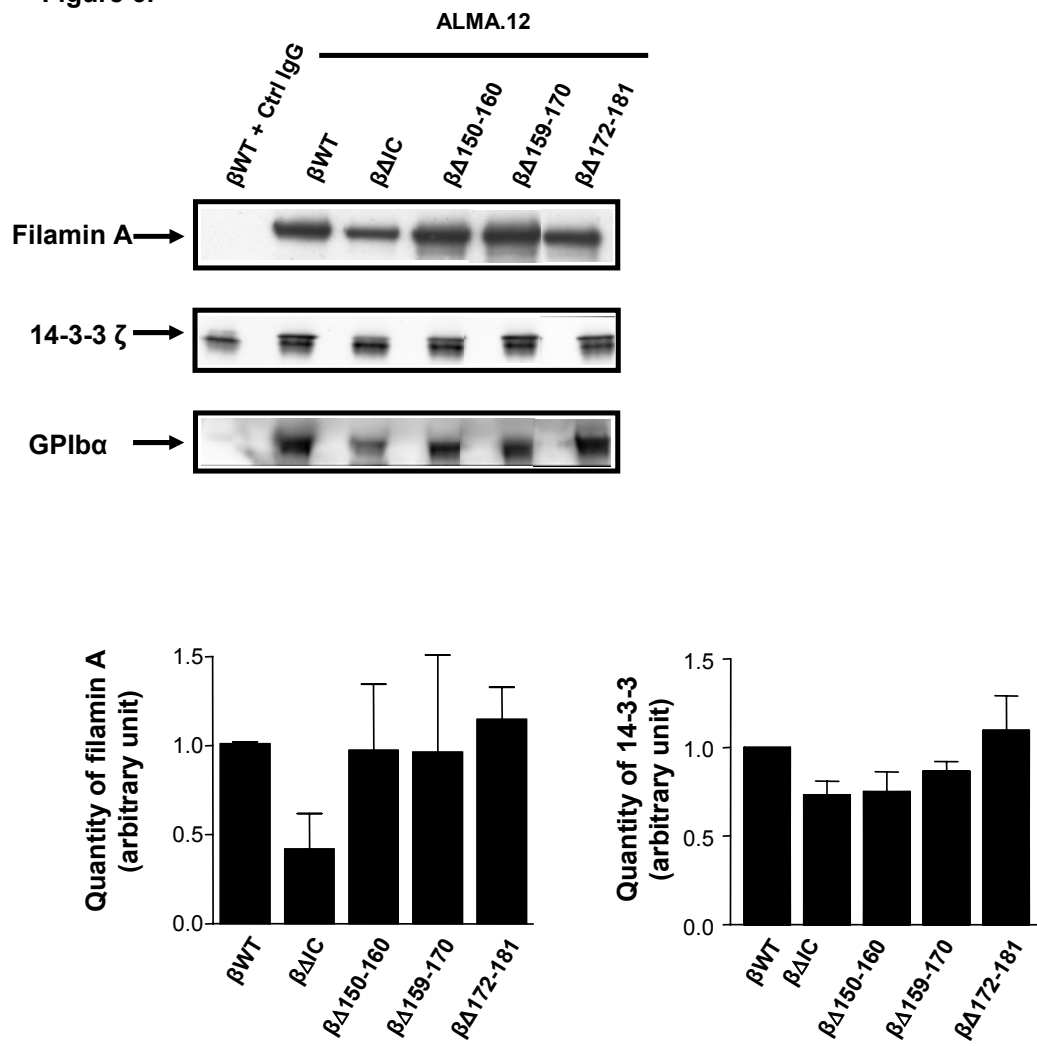 ALMA.12
βWT + Ctrl IgG
βWT
βΔIC
βΔ150-160
βΔ159-170
βΔ172-181
Filamin A
14-3-3 ζ
GPIbα
Quantity of filamin A
(arbitrary unit)
1.5
1.0
0.5
0.0
βWT
βΔIC
βΔ150-160
βΔ159-170
βΔ172-181
Quantity of 14-3-3
(arbitrary unit)
1.5
1.0
0.5
0.0
βWT
βΔIC
βΔ150-160
βΔ159-170
βΔ172-181